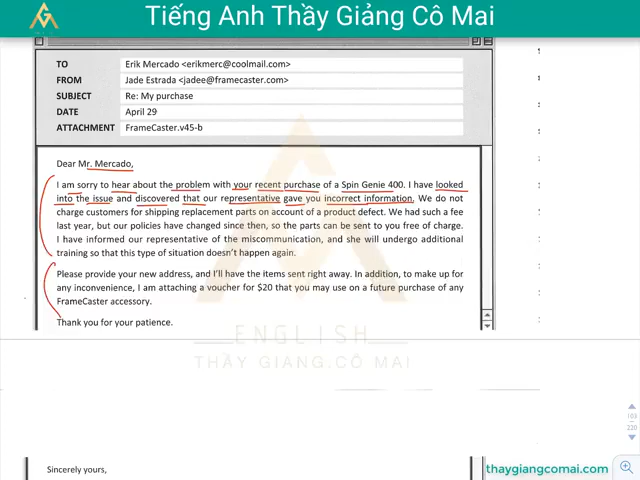 Tiếng Anh Thầy Giảng Cô Mai
TO Erik Mercado <erikmerc@coolmail.com>
FROM Jade Estrada <jadee@framecaster.com>
SUBJECT Re: My purchase
DATE April 29
ATTACHMENT FrameCaster.v45-b
Dear Mr. Mercado,
I am sorry to hear about the problem with your recent purchase of a Spin Genie 400. I have looked
into the issue and discovered that our representative gave you incorrect information. We do not
charge customers for shipping replacement parts on account of a product defect. We had such a fee
last year, but our policies have changed since then, so the parts can be sent to you free of charge.
I have informed our representative of the miscommunication, and she will undergo additional
training so that this type of situation doesn't happen again.
Please provide your new address, and I'll have the items sent right away. In addition, to make up for
any inconvenience, I am attaching a voucher for $20 that you may use on a future purchase of any
FrameCaster accessory.
Thank you for your patience.
ENGLISH
THẦY GIANG.CÔ MAI
193
220
Sincerely yours,
thaygiangcomai.com